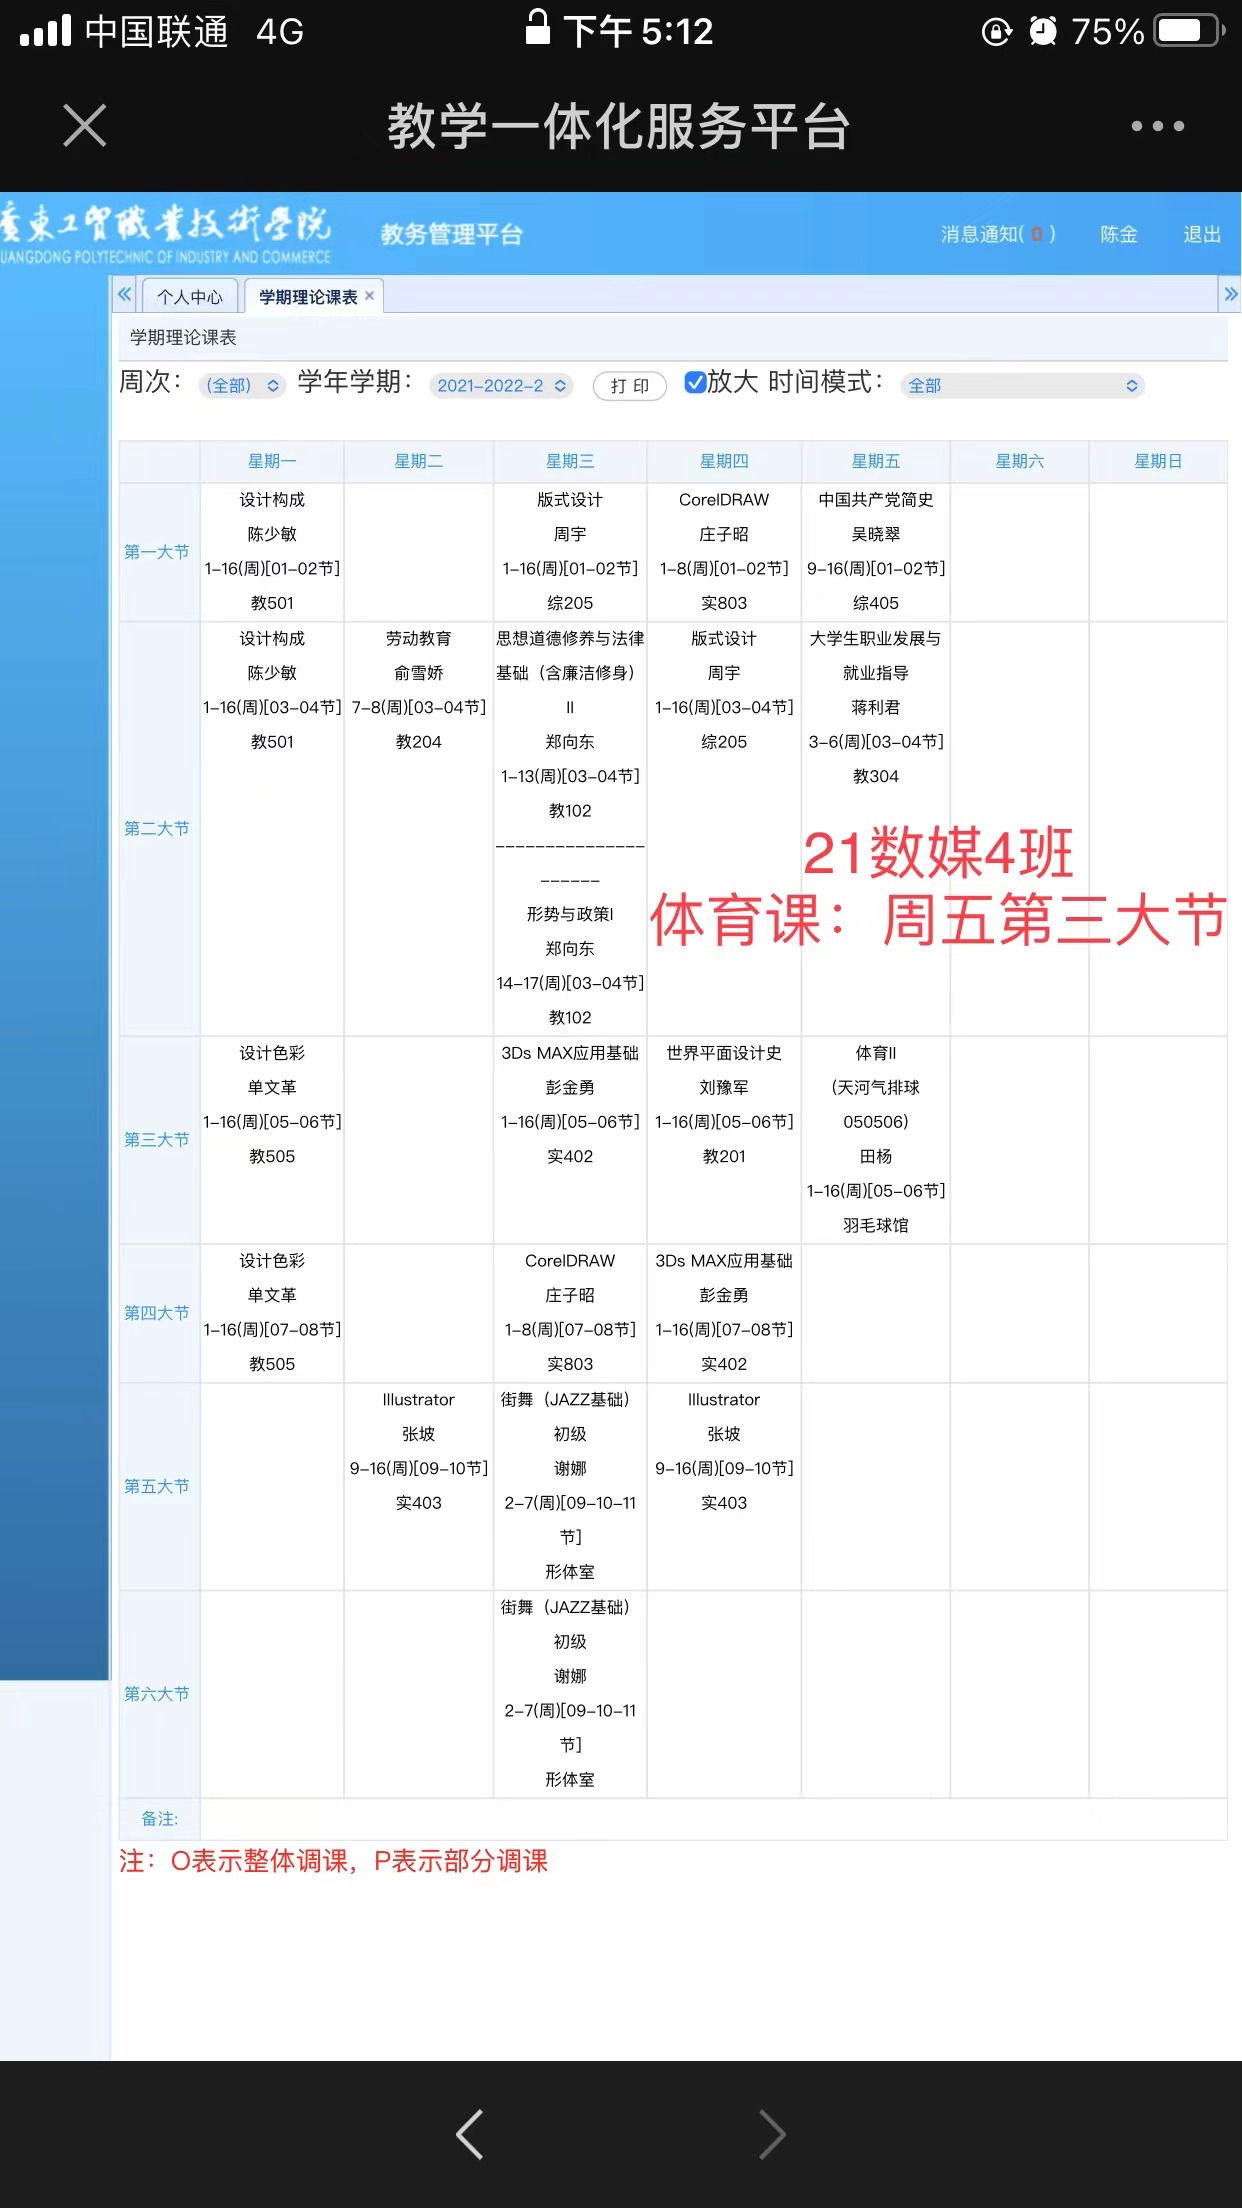 中国联通 4G 下午 5:12 75%
教学一体化服务平台
廣東工貿職業技術學院
UANGDONG POLYTECHNIC OF INDUSTRY AND COMMERCE
教务管理平台 消息通知( 0 ) 陈金 退出
个人中心 学期理论课表
学期理论课表
周次： (全部) 学年学期： 2021-2022-2 打 印 放大 时间模式： 全部
星期一 星期二 星期三 星期四 星期五 星期六 星期日
第一大节
设计构成
陈少敏
1-16(周)[01-02节]
教501
版式设计
周宇
1-16(周)[01-02节]
综205
CorelDRAW
庄子昭
1-8(周)[01-02节]
实803
中国共产党简史
吴晓翠
9-16(周)[01-02节]
综405
第二大节
设计构成
陈少敏
1-16(周)[03-04节]
教501
劳动教育
俞雪娇
7-8(周)[03-04节]
教204
思想道德修养与法律
基础（含廉洁修身）
II
郑向东
1-13(周)[03-04节]
教102
---------------
------
形势与政策I
郑向东
14-17(周)[03-04节]
教102
版式设计
周宇
1-16(周)[03-04节]
综205
大学生职业发展与
就业指导
蒋利君
3-6(周)[03-04节]
教304
21数媒4班
体育课：周五第三大节
第三大节
设计色彩
单文革
1-16(周)[05-06节]
教505
3Ds MAX应用基础
彭金勇
1-16(周)[05-06节]
实402
世界平面设计史
刘豫军
1-16(周)[05-06节]
教201
体育II
(天河气排球
050506)
田杨
1-16(周)[05-06节]
羽毛球馆
第四大节
设计色彩
单文革
1-16(周)[07-08节]
教505
CorelDRAW
庄子昭
1-8(周)[07-08节]
实803
3Ds MAX应用基础
彭金勇
1-16(周)[07-08节]
实402
第五大节
Illustrator
张坡
9-16(周)[09-10节]
实403
街舞（JAZZ基础）
初级
谢娜
2-7(周)[09-10-11
节]
形体室
Illustrator
张坡
9-16(周)[09-10节]
实403
第六大节
街舞（JAZZ基础）
初级
谢娜
2-7(周)[09-10-11
节]
形体室
备注:
注：O表示整体调课，P表示部分调课